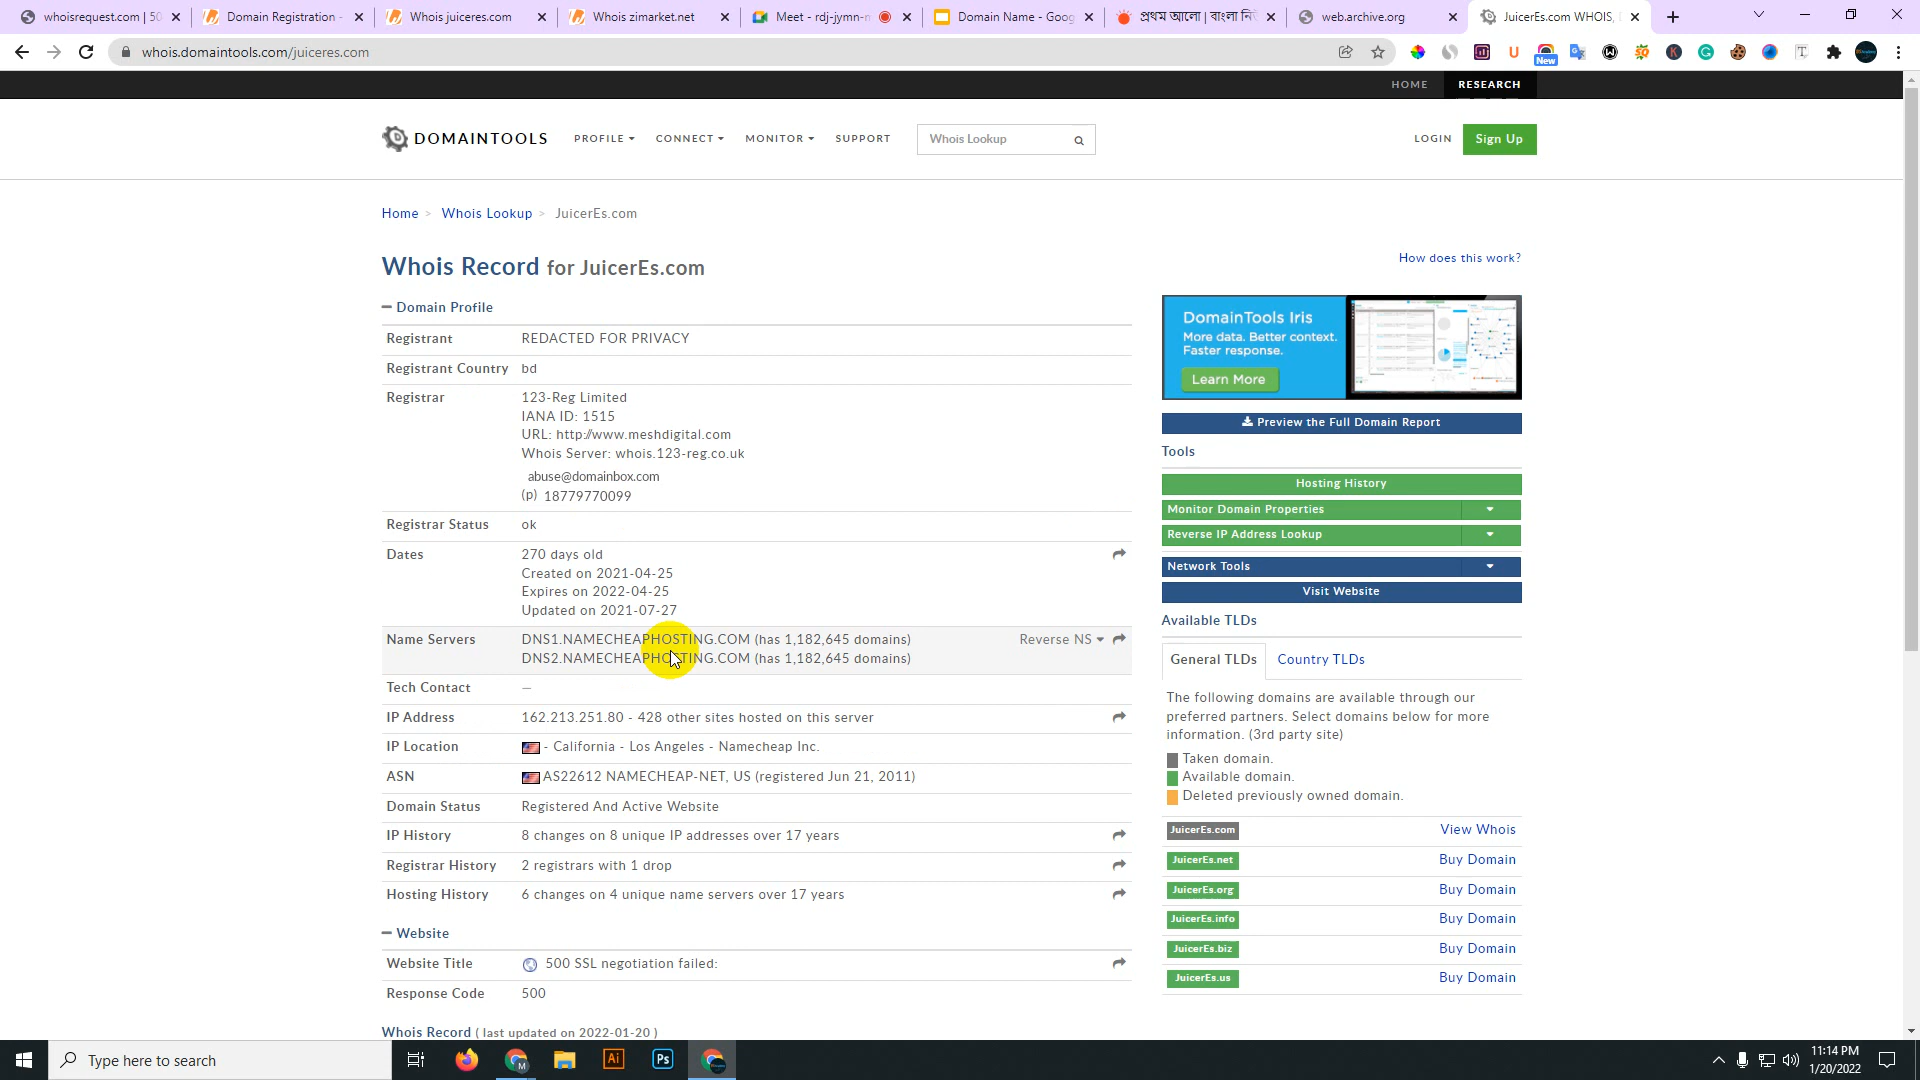 whoisrequest.com | 50
Domain Registration -
Whois juiceres.com
Whois zimarket.net
Meet - rdj-jymn-
Domain Name - Goog
প্রথম আলো | বাংলা
web.archive.org
JuicerEs.com WHOIS,
whois.domaintools.com/juiceres.com
New
HOME
RESEARCH
DOMAINTOOLS
PROFILE
CONNECT
MONITOR
SUPPORT
Whois Lookup
LOGIN
Sign Up
Home > Whois Lookup > JuicerEs.com
Whois Record for JuicerEs.com
How does this work?
Domain Profile
Registrant REDACTED FOR PRIVACY
Registrant Country bd
Registrar 123-Reg Limited
IANA ID: 1515
URL: http://www.meshdigital.com
Whois Server: whois.123-reg.co.uk
abuse@domainbox.com
(p) 18779770099
Registrar Status ok
Dates 270 days old
Created on 2021-04-25
Expires on 2022-04-25
Updated on 2021-07-27
Name Servers DNS1.NAMECHEAPHOSTING.COM (has 1,182,645 domains) Reverse NS
DNS2.NAMECHEAPHOSTING.COM (has 1,182,645 domains)
Tech Contact —
IP Address 162.213.251.80 - 428 other sites hosted on this server
IP Location - California - Los Angeles - Namecheap Inc.
ASN AS22612 NAMECHEAP-NET, US (registered Jun 21, 2011)
Domain Status Registered And Active Website
IP History 8 changes on 8 unique IP addresses over 17 years
Registrar History 2 registrars with 1 drop
Hosting History 6 changes on 4 unique name servers over 17 years
Website
Website Title 500 SSL negotiation failed:
Response Code 500
Whois Record ( last updated on 2022-01-20 )
DomainTools Iris
More data. Better context.
Faster response.
Learn More
Preview the Full Domain Report
Tools
Hosting History
Monitor Domain Properties
Reverse IP Address Lookup
Network Tools
Visit Website
Available TLDs
General TLDs
Country TLDs
The following domains are available through our
preferred partners. Select domains below for more
information. (3rd party site)
Taken domain.
Available domain.
Deleted previously owned domain.
JuicerEs.com View Whois
JuicerEs.net Buy Domain
JuicerEs.org Buy Domain
JuicerEs.info Buy Domain
JuicerEs.biz Buy Domain
JuicerEs.us Buy Domain
Type here to search
M
Ai
Ps
11:14 PM
1/20/2022